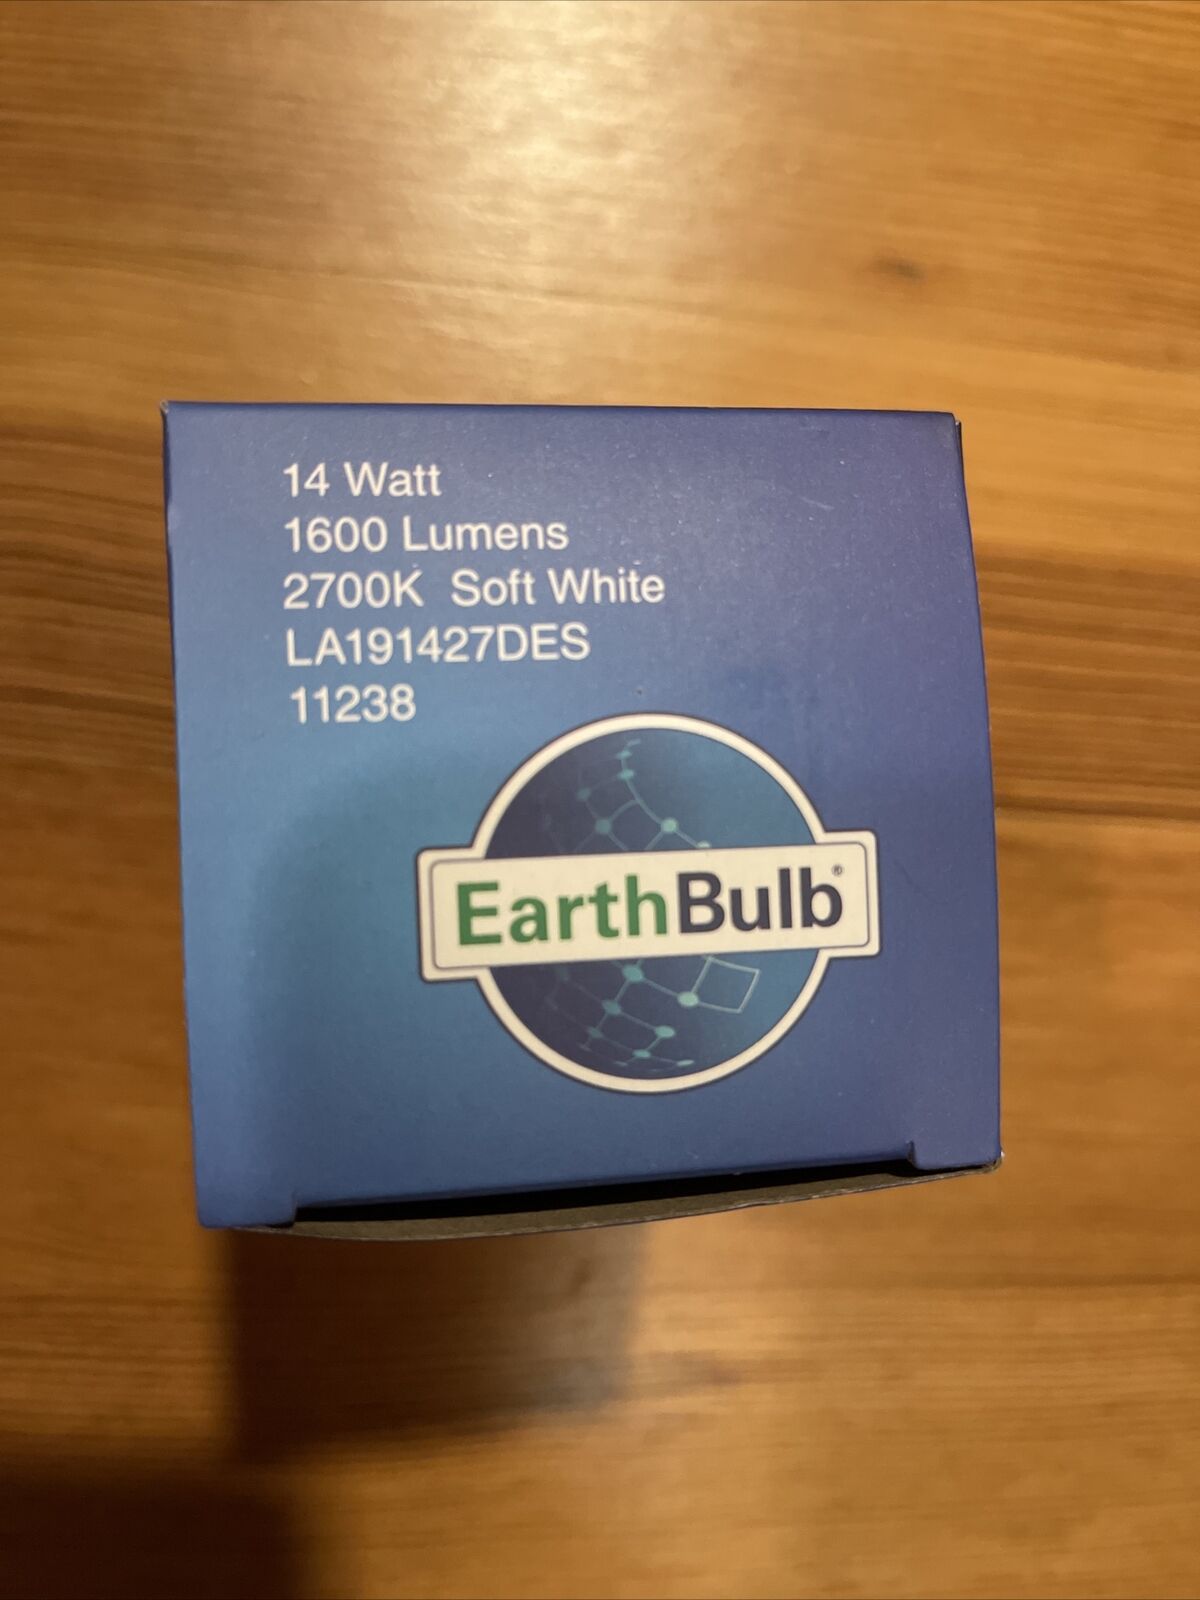 14 Watt
1600 Lumens
2700K Soft White
LA191427DES
11238
EarthBulb®